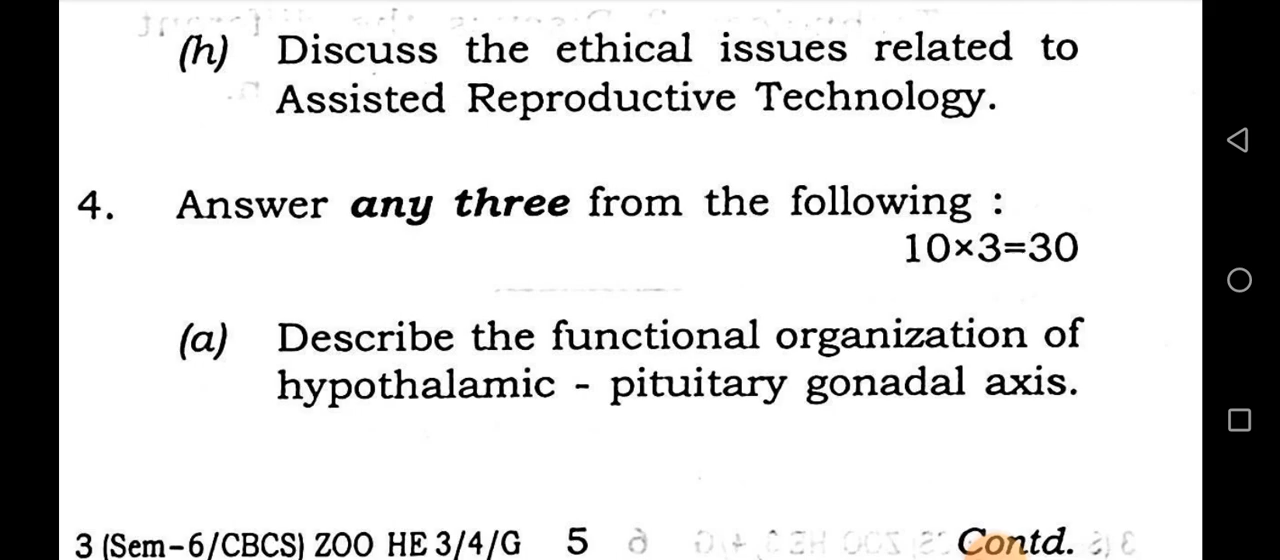 (h) Discuss the ethical issues related to
Assisted Reproductive Technology.
4. Answer any three from the following :
10×3=30
(a) Describe the functional organization of
hypothalamic - pituitary gonadal axis.
3 (Sem-6/CBCS) ZOO HE 3/4/G 5 Contd.